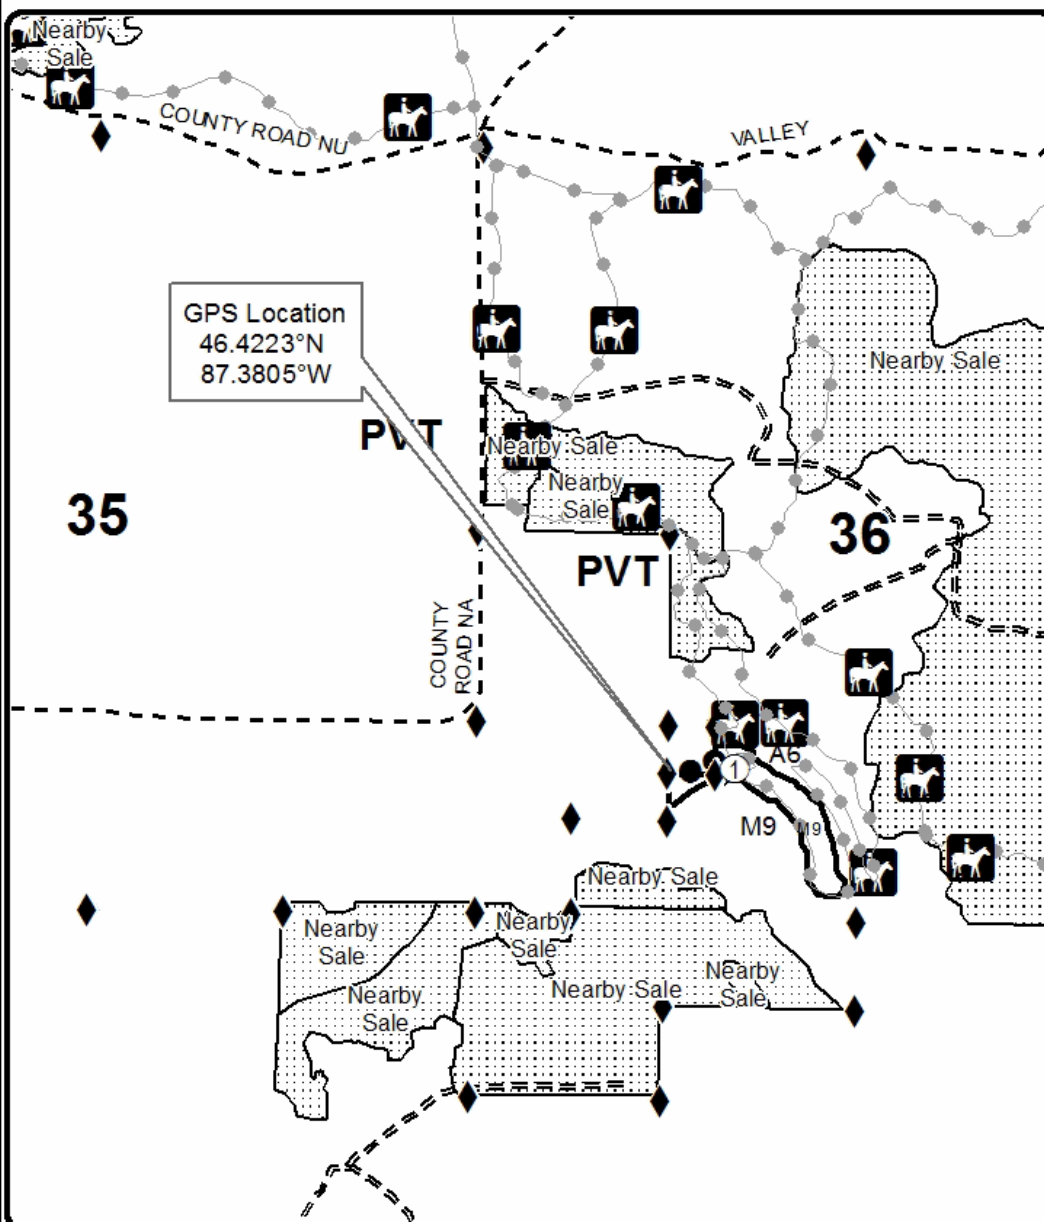 Nearby
Sale
COUNTY ROAD NU
VALLEY
GPS Location
46.4223°N
87.3805°W
Nearby Sale
PVT
Nearby Sale
Nearby
Sale
35
36
PVT
COUNTY
ROAD NA
A6
1
M9
M9
Nearby Sale
Nearby
Sale
Nearby
Sale
Nearby
Sale
Nearby Sale
Nearby
Sale